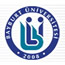 BAYBURT ÜNİVERSİTESİ
• 2008 •